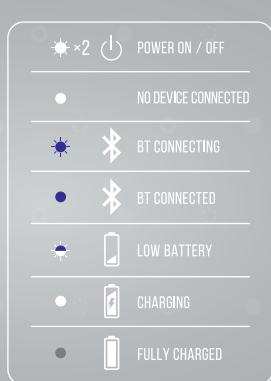 ×2 POWER ON / OFF
NO DEVICE CONNECTED
BT CONNECTING
BT CONNECTED
LOW BATTERY
CHARGING
FULLY CHARGED